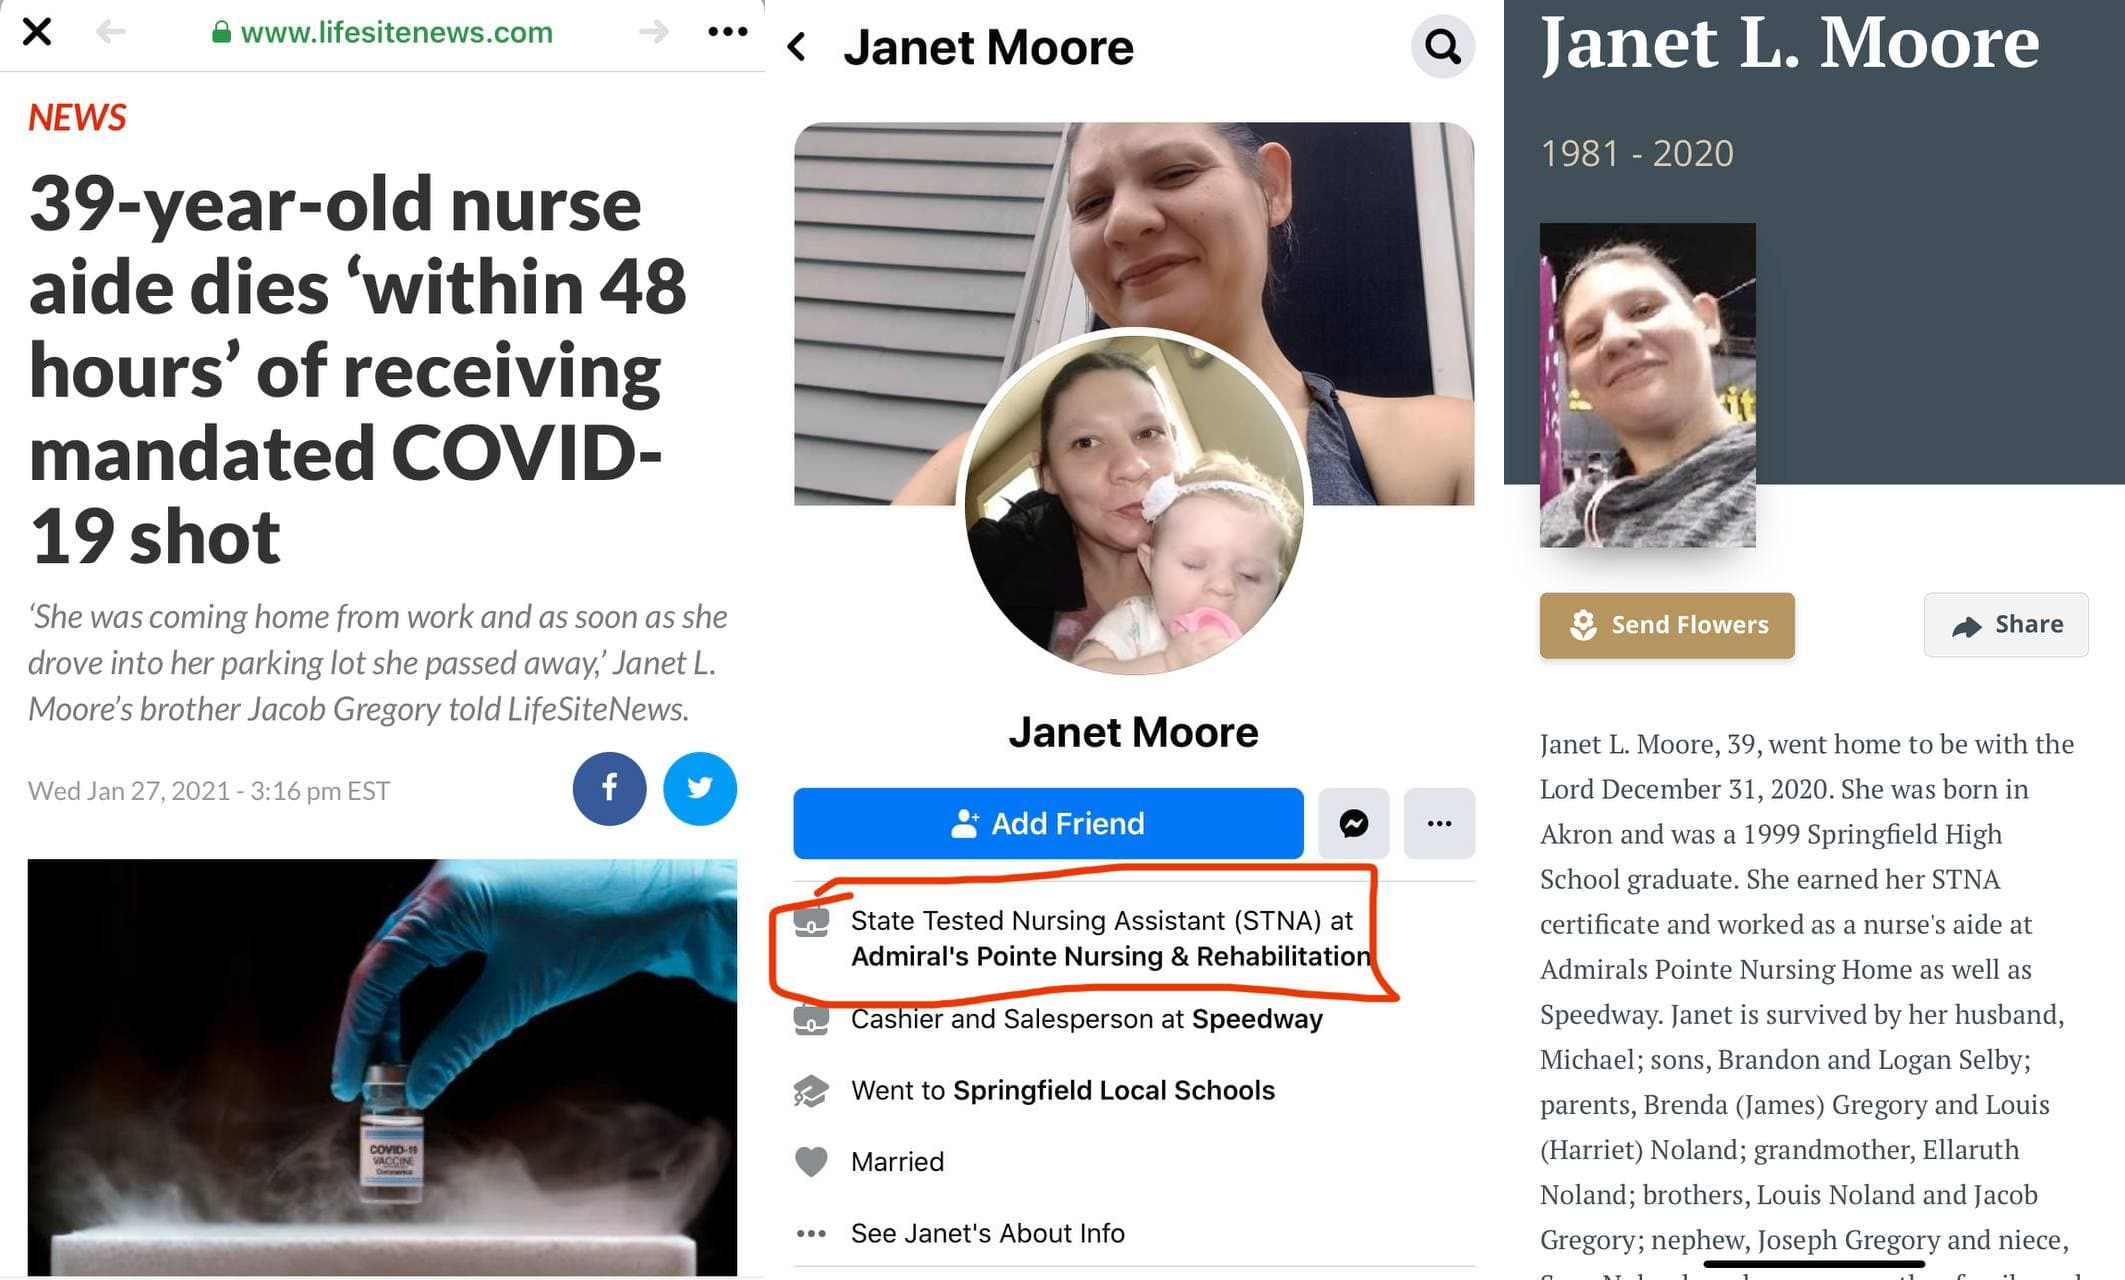 www.lifesitenews.com
NEWS
39-year-old nurse
aide dies ‘within 48
hours’ of receiving
mandated COVID-
19 shot
‘She was coming home from work and as soon as she
drove into her parking lot she passed away,’ Janet L.
Moore’s brother Jacob Gregory told LifeSiteNews.
Wed Jan 27, 2021 - 3:16 pm EST
COVID-19
VACCINE
Coronavirus
Janet Moore
Janet Moore
Add Friend
State Tested Nursing Assistant (STNA) at
Admiral's Pointe Nursing & Rehabilitation
Cashier and Salesperson at Speedway
Went to Springfield Local Schools
Married
See Janet's About Info
Janet L. Moore
1981 - 2020
Send Flowers
Share
Janet L. Moore, 39, went home to be with the
Lord December 31, 2020. She was born in
Akron and was a 1999 Springfield High
School graduate. She earned her STNA
certificate and worked as a nurse's aide at
Admirals Pointe Nursing Home as well as
Speedway. Janet is survived by her husband,
Michael; sons, Brandon and Logan Selby;
parents, Brenda (James) Gregory and Louis
(Harriet) Noland; grandmother, Ellaruth
Noland; brothers, Louis Noland and Jacob
Gregory; nephew, Joseph Gregory and niece,